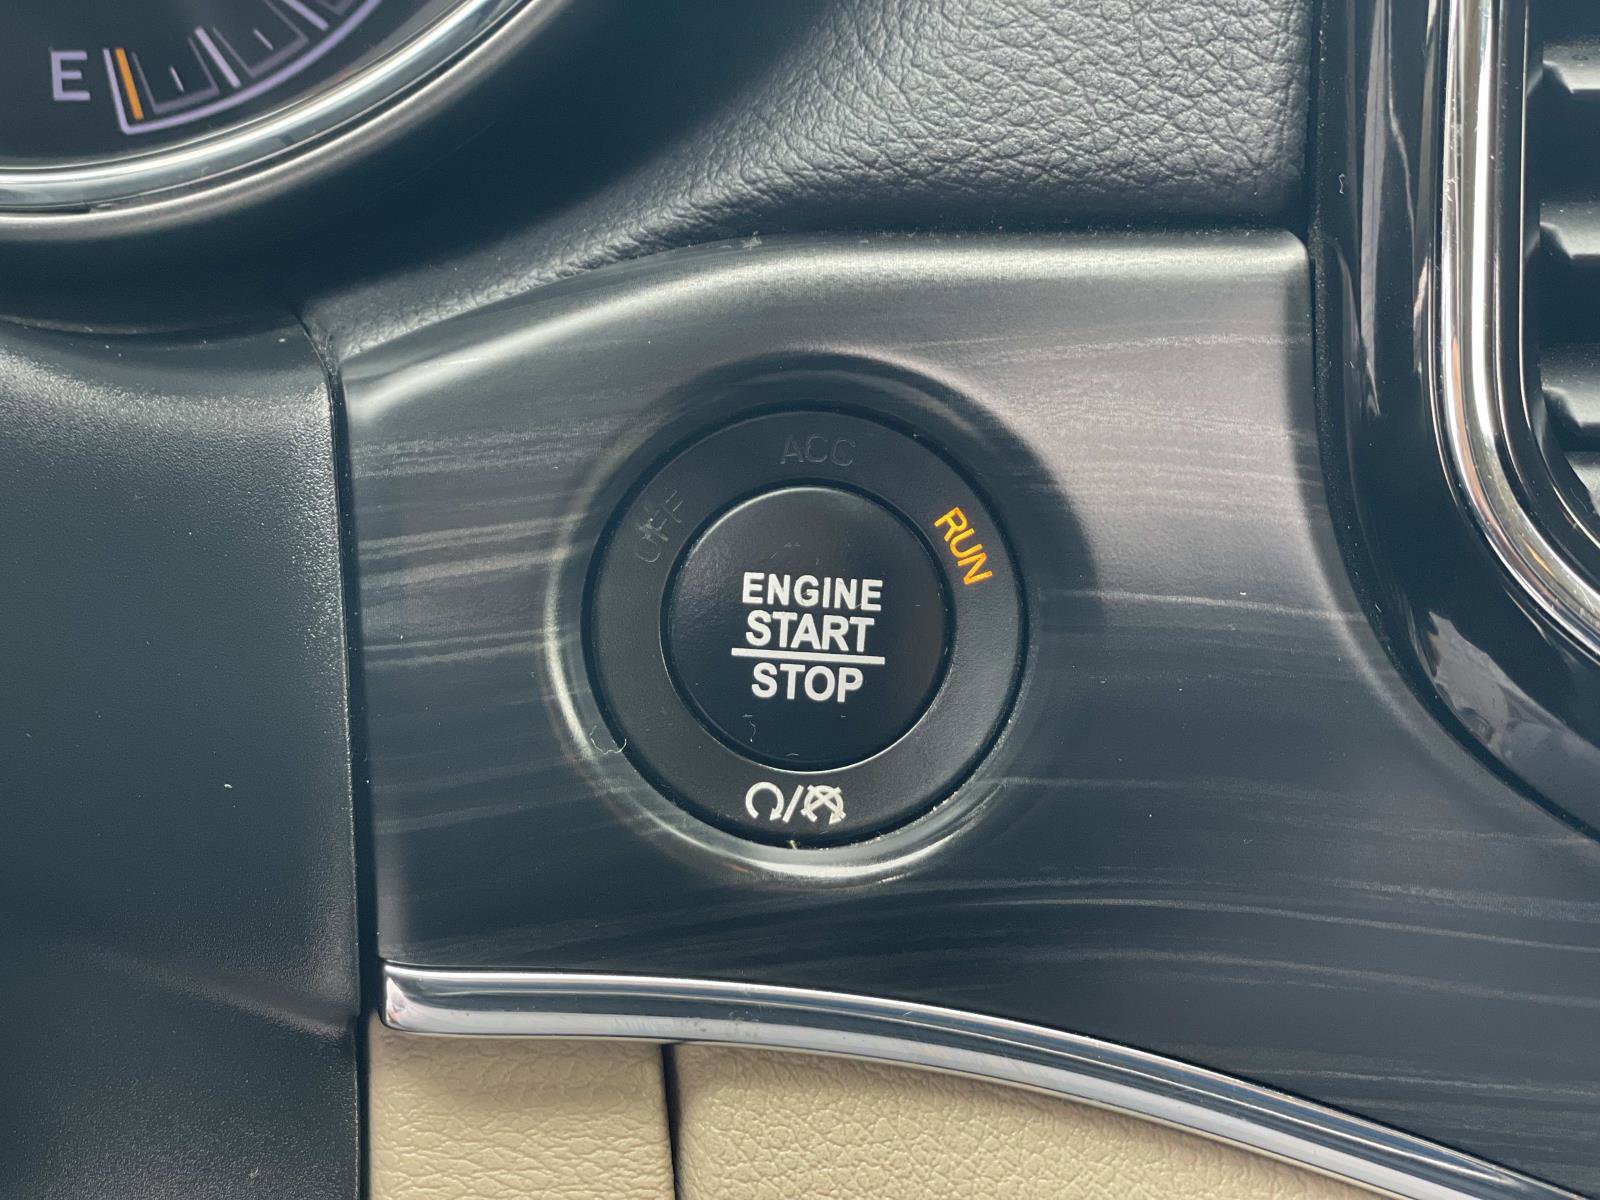 E
ACC
OFF
RUN
ENGINE
START
STOP